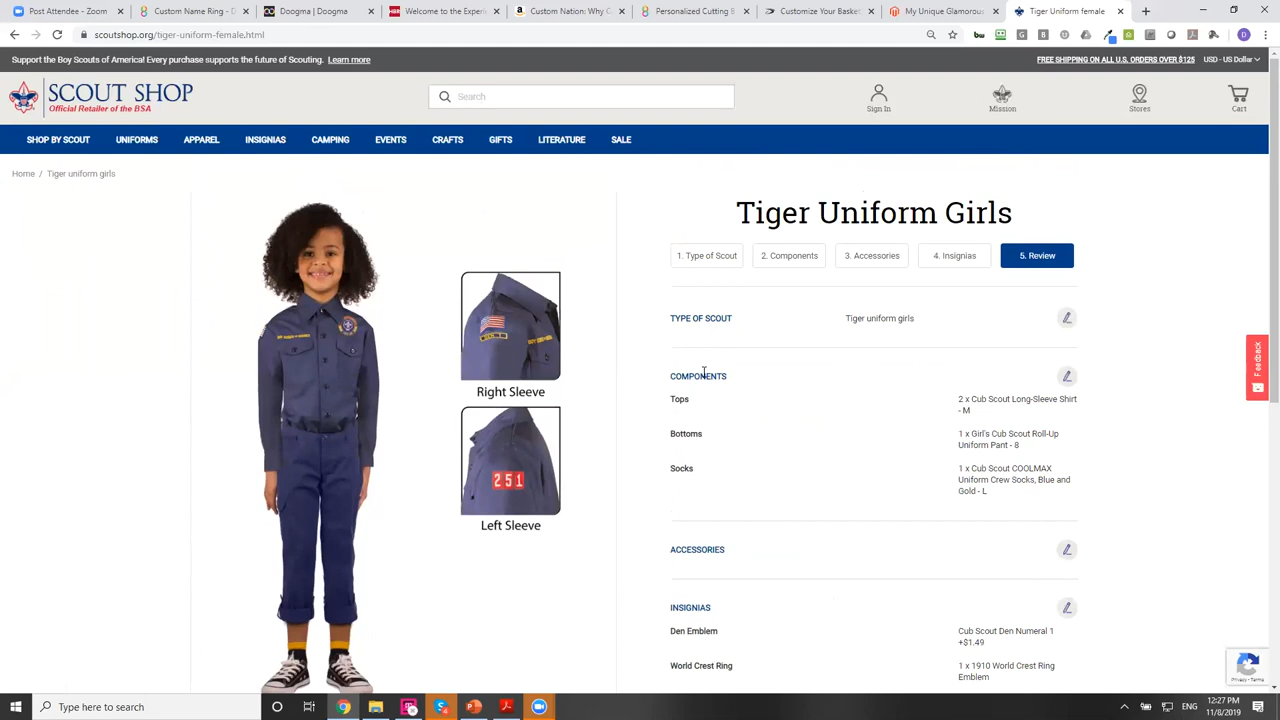 Zoom - Post Attendee
Custom Name Ring - D
Doogma | Doogma
Welcome to the Experie
Custom Nation: Why C
Personalized Cutting B
Customize Your Basket
My Unique Glamorous
Tiger Uniform female
scoutshop.org/tiger-uniform-female.html
Support the Boy Scouts of America! Every purchase supports the future of Scouting. Learn more
FREE SHIPPING ON ALL U.S. ORDERS OVER $125
USD - US Dollar
SCOUT SHOP
Official Retailer of the BSA
Search
Sign In
Mission
Stores
Cart
SHOP BY SCOUT
UNIFORMS
APPAREL
INSIGNIAS
CAMPING
EVENTS
CRAFTS
GIFTS
LITERATURE
SALE
Home / Tiger uniform girls
Right Sleeve
251
Left Sleeve
Tiger Uniform Girls
1. Type of Scout
2. Components
3. Accessories
4. Insignias
5. Review
TYPE OF SCOUT
Tiger uniform girls
COMPONENTS
Tops
2 x Cub Scout Long-Sleeve Shirt
- M
Bottoms
1 x Girl's Cub Scout Roll-Up
Uniform Pant - 8
Socks
1 x Cub Scout COOLMAX
Uniform Crew Socks, Blue and
Gold - L
ACCESSORIES
INSIGNIAS
Den Emblem
Cub Scout Den Numeral 1
+$1.49
World Crest Ring
1 x 1910 World Crest Ring
Emblem
Feedback
Privacy - Terms
Type here to search
ENG
12:27 PM
11/8/2019